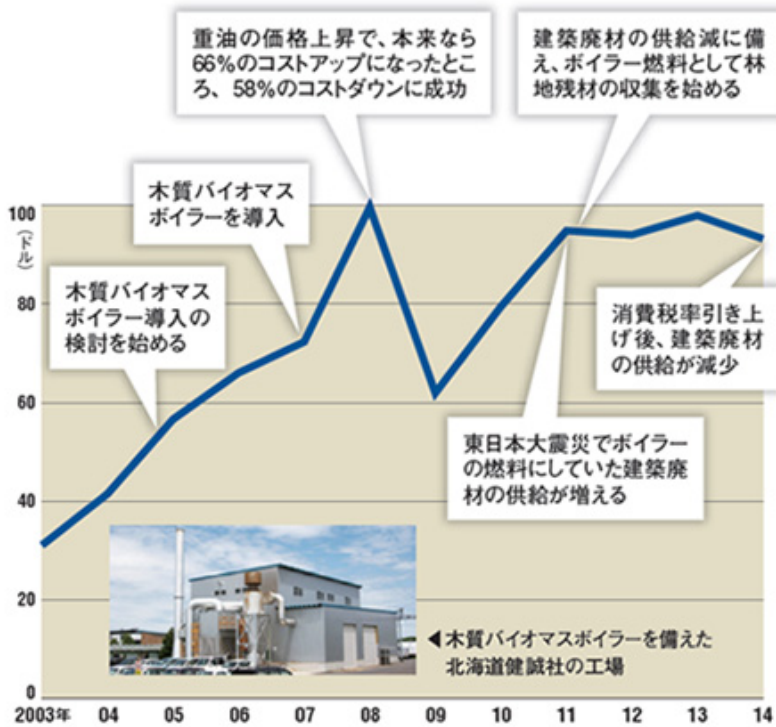 重油の価格上昇で、本来なら
66%のコストアップになったとこ
ろ、58%のコストダウンに成功
建築廃材の供給減に備
え、ボイラー燃料として林
地残材の収集を始める
木質バイオマス
ボイラーを導入
木質バイオマス
ボイラー導入の
検討を始める
消費税率引き上
げ後、建築廃材
の供給が減少
東日本大震災でボイラー
の燃料にしていた建築廃
材の供給が増える
100
(ドル)
80
60
40
20
0
◀木質バイオマスボイラーを備えた
北海道健誠社の工場
2003年 04 05 06 07 08 09 10 11 12 13 14